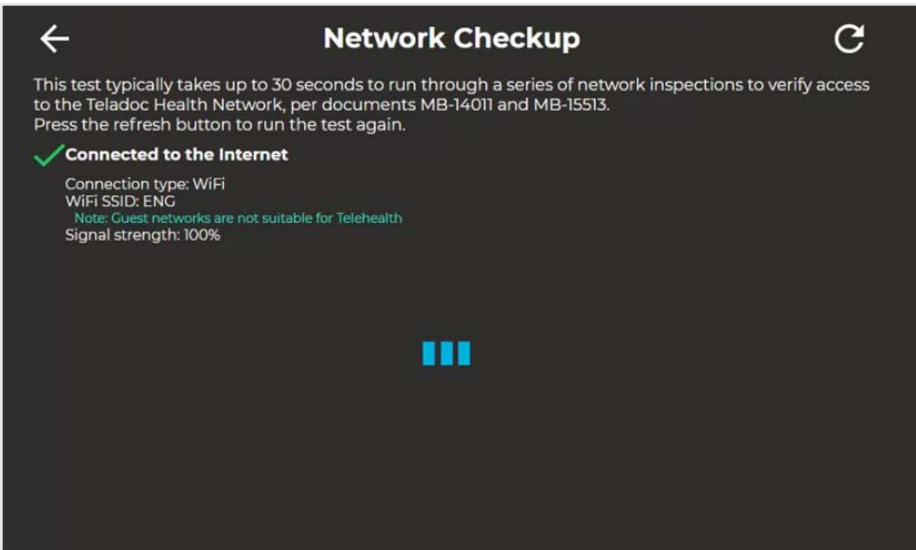 Network Checkup
This test typically takes up to 30 seconds to run through a series of network inspections to verify access
to the Teladoc Health Network, per documents MB-14011 and MB-15513.
Press the refresh button to run the test again.
Connected to the Internet
Connection type: WiFi
WiFi SSID: ENG
Note: Guest networks are not suitable for Telehealth
Signal strength: 100%